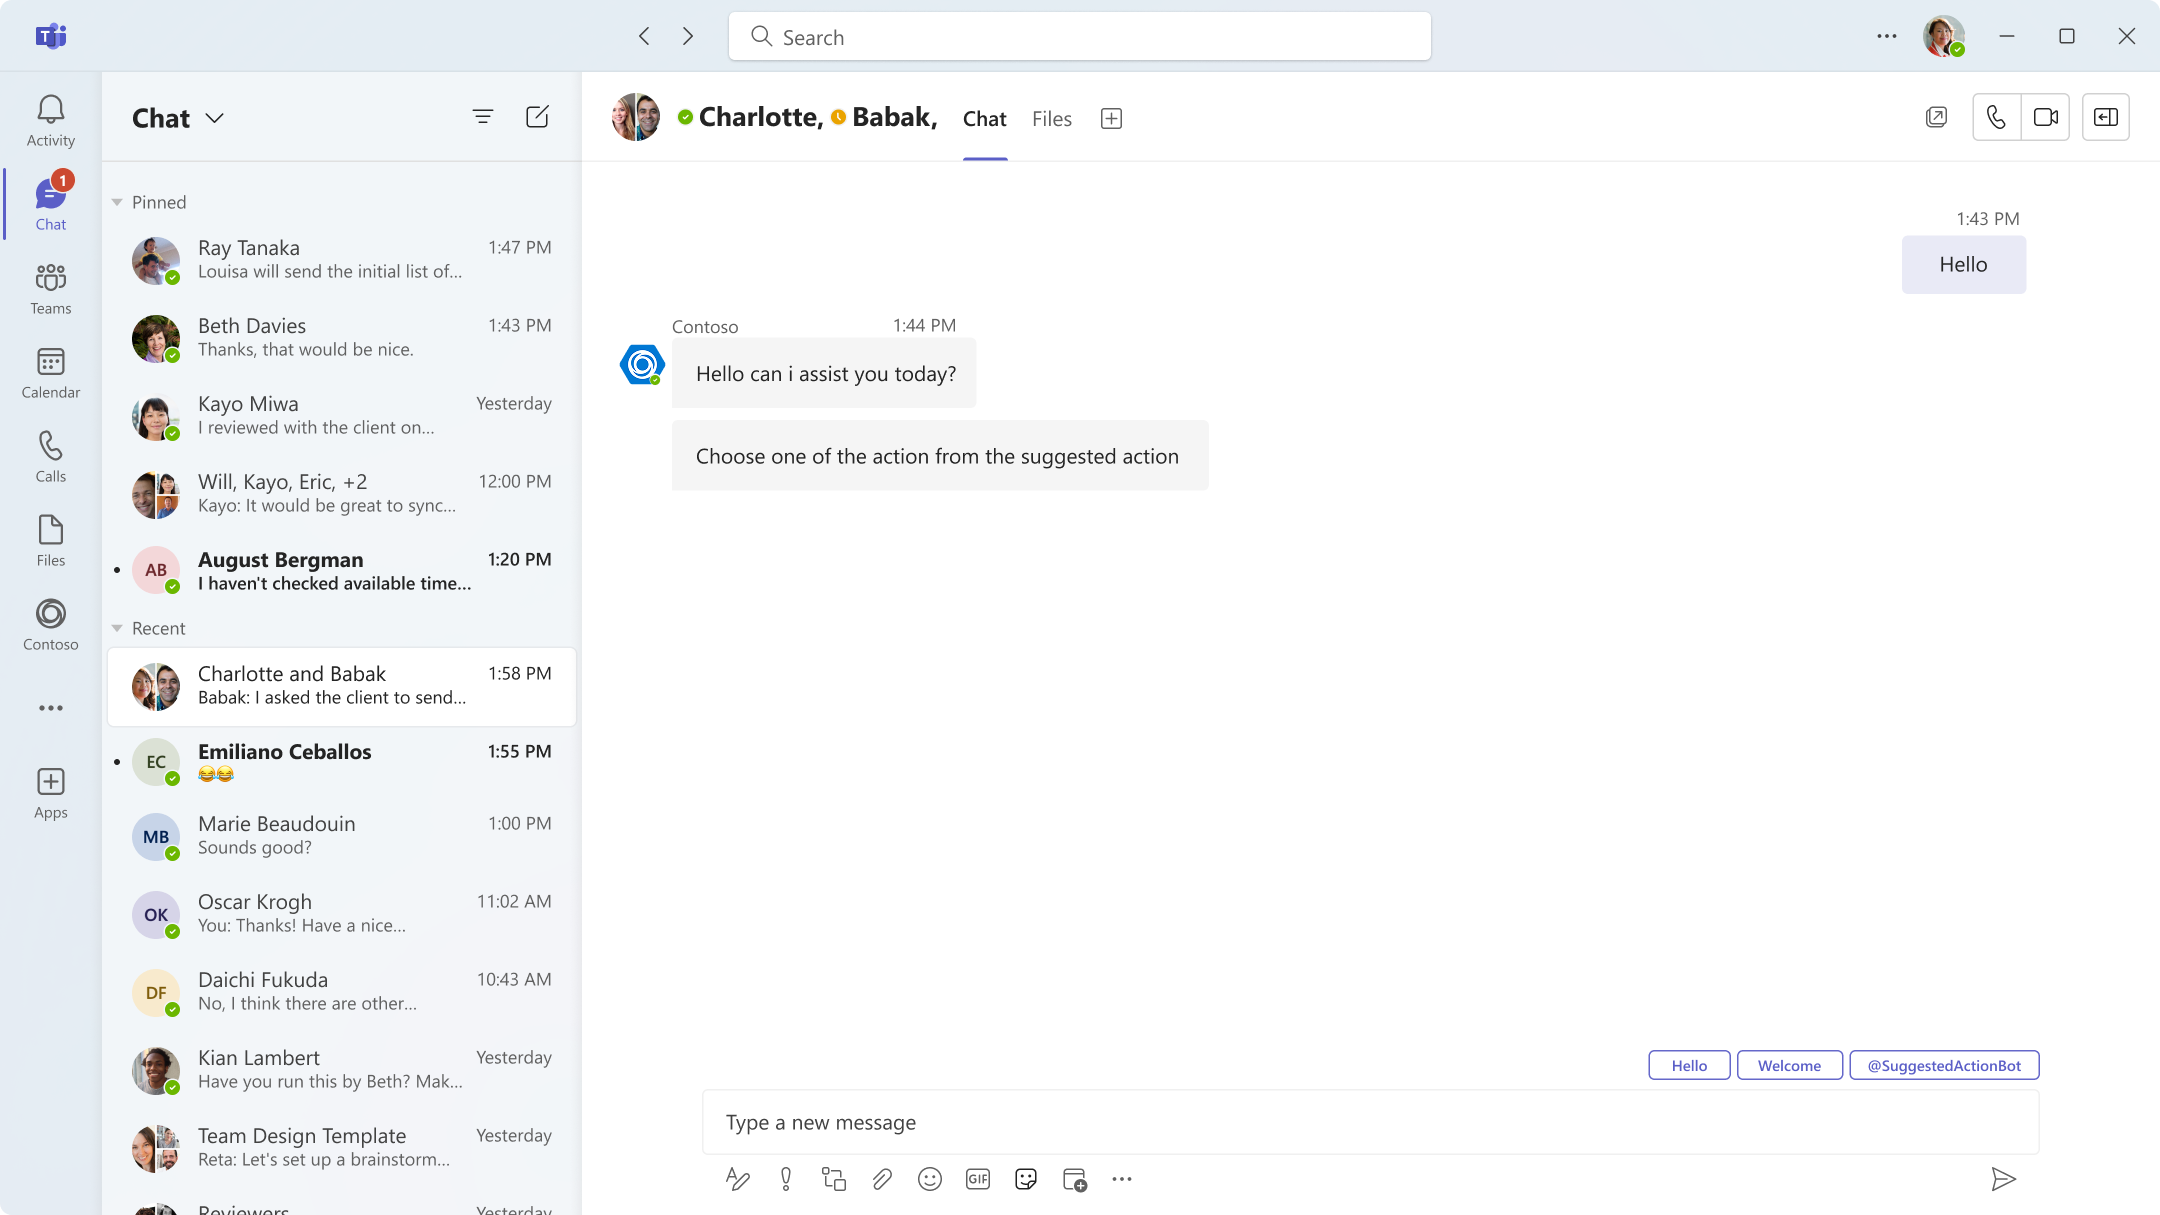 Search
Activity
1
Chat
Teams
Calendar
Calls
Files
Contoso
Apps
Chat
Pinned
Ray Tanaka 1:47 PM
Louisa will send the initial list of...
Beth Davies 1:43 PM
Thanks, that would be nice.
Kayo Miwa Yesterday
I reviewed with the client on...
Will, Kayo, Eric, +2 12:00 PM
Kayo: It would be great to sync...
AB August Bergman 1:20 PM
I haven't checked available time...
Recent
Charlotte and Babak 1:58 PM
Babak: I asked the client to send...
EC Emiliano Ceballos 1:55 PM
😂😂
MB Marie Beaudouin 1:00 PM
Sounds good?
OK Oscar Krogh 11:02 AM
You: Thanks! Have a nice...
DF Daichi Fukuda 10:43 AM
No, I think there are other...
Kian Lambert Yesterday
Have you run this by Beth? Mak...
Team Design Template Yesterday
Reta: Let's set up a brainstorm...
Reviewers Yesterday
Charlotte, Babak, Chat Files
1:43 PM
Hello
Contoso 1:44 PM
Hello can i assist you today?
Choose one of the action from the suggested action
Hello Welcome @SuggestedActionBot
Type a new message
GIF